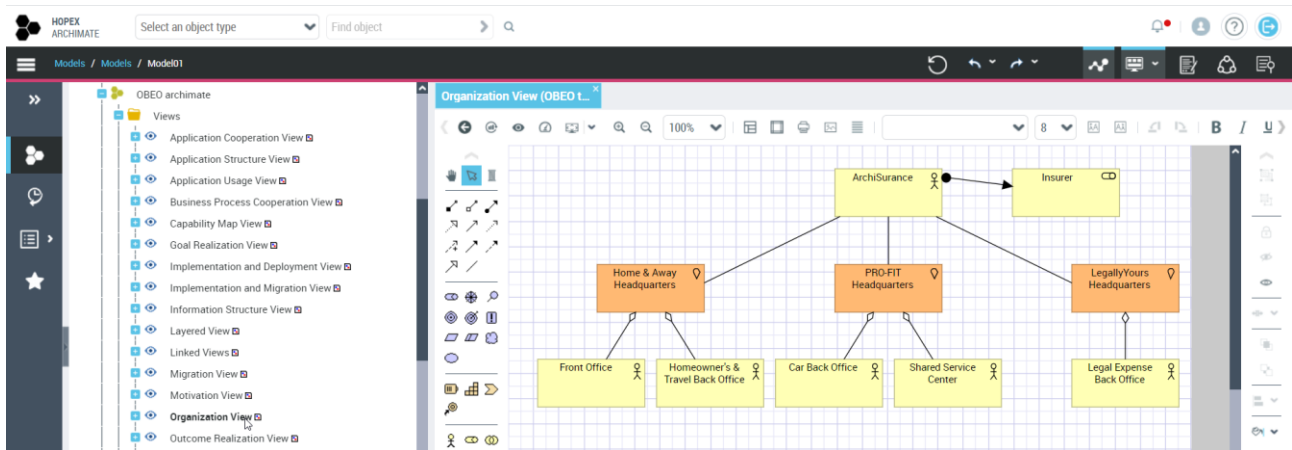 HOPEX
ARCHIMATE
Select an object type
Find object
Models / Models / Model01
OBEO archimate
Views
Application Cooperation View
Application Structure View
Application Usage View
Business Process Cooperation View
Capability Map View
Goal Realization View
Implementation and Deployment View
Implementation and Migration View
Information Structure View
Layered View
Linked Views
Migration View
Motivation View
Organization View
Outcome Realization View
Organization View (OBEO t...
100%
8
B I U
ArchiSurance
Insurer
Home & Away
Headquarters
PRO-FIT
Headquarters
LegallyYours
Headquarters
Front Office
Homeowner's &
Travel Back Office
Car Back Office
Shared Service
Center
Legal Expense
Back Office